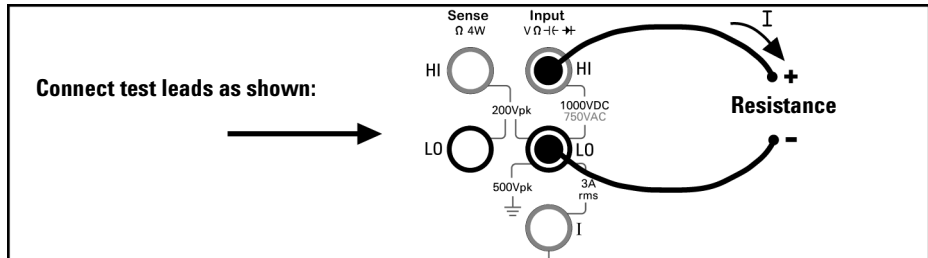 Sense Input
Ω 4W V Ω ⊣⊢ ⯈|
I
HI HI
+
Connect test leads as shown:
1000VDC
200Vpk
750VAC
Resistance
LO LO
-
500Vpk 3A
rms
I